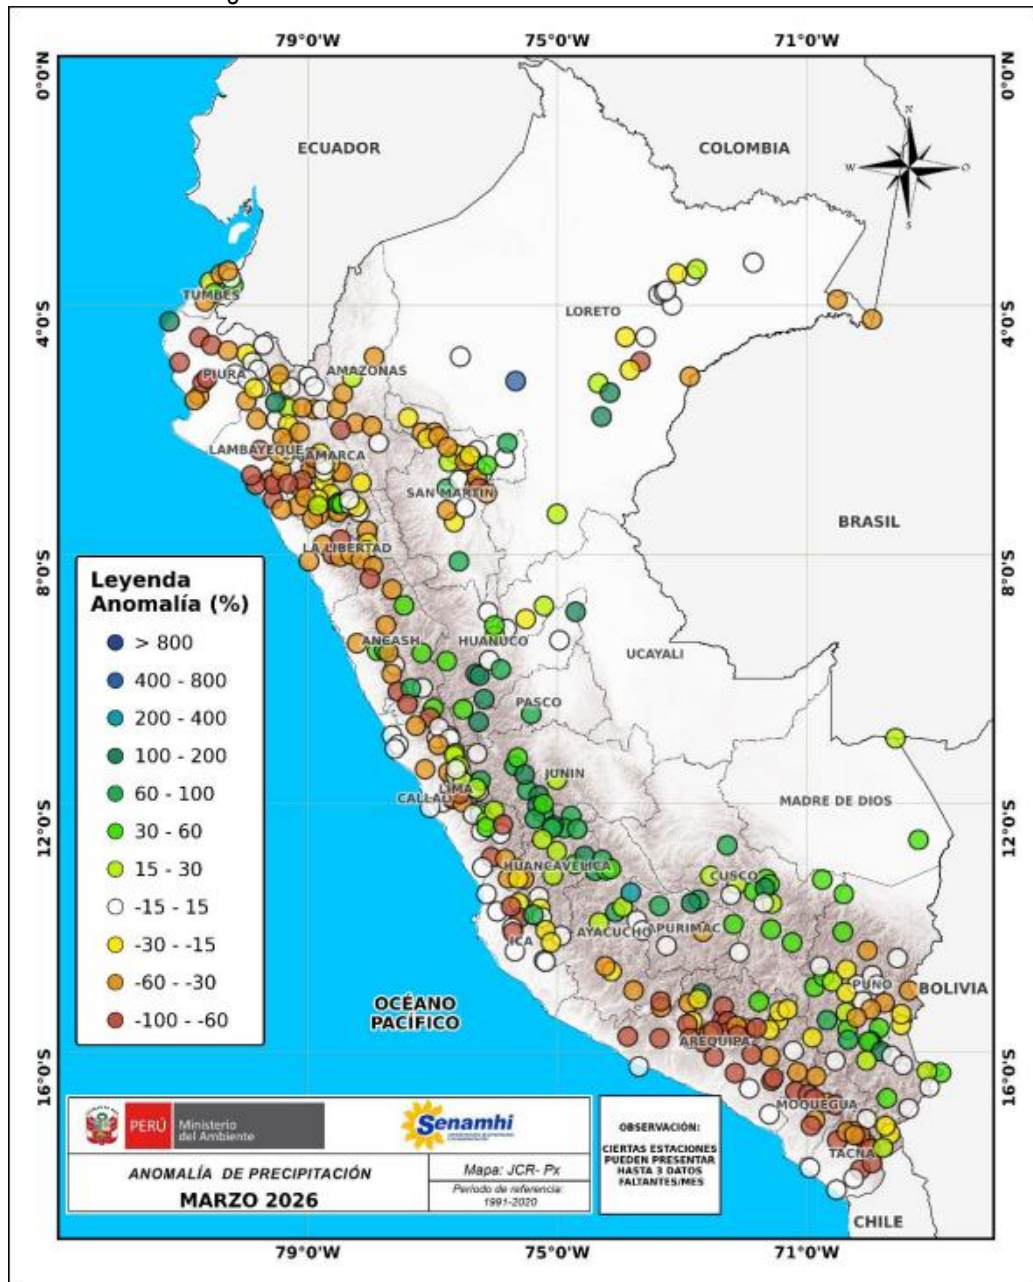 79°0'W 75°0'W 71°0'W
0°0'N
0°0'N
ECUADOR
COLOMBIA
N
W
O
S
TUMBES
4°0'S
4°0'S
LORETO
PIURA
AMAZONAS
LAMBAYEQUE
CAJAMARCA
SAN MARTIN
BRASIL
LA LIBERTAD
8°0'S
8°0'S
Leyenda
Anomalía (%)
> 800
400 - 800
200 - 400
100 - 200
60 - 100
30 - 60
15 - 30
-15 - 15
-30 - -15
-60 - -30
-100 - -60
ANCASH
HUANUCO
UCAYALI
PASCO
JUNIN
LIMA
CALLAO
MADRE DE DIOS
12°0'S
12°0'S
HUANCAVELICA
CUSCO
ICA
AYACUCHO
APURIMAC
PUNO
BOLIVIA
OCÉANO
PACÍFICO
AREQUIPA
16°0'S
16°0'S
MOQUEGUA
TACNA
CHILE
PERÚ
Ministerio
del Ambiente
Senamhi
ANOMALÍA DE PRECIPITACIÓN
MARZO 2026
Mapa: JCR- Px
Periodo de referencia:
1991-2020
OBSERVACIÓN:
CIERTAS ESTACIONES
PUEDEN PRESENTAR
HASTA 3 DATOS
FALTANTES/MES
79°0'W 75°0'W 71°0'W